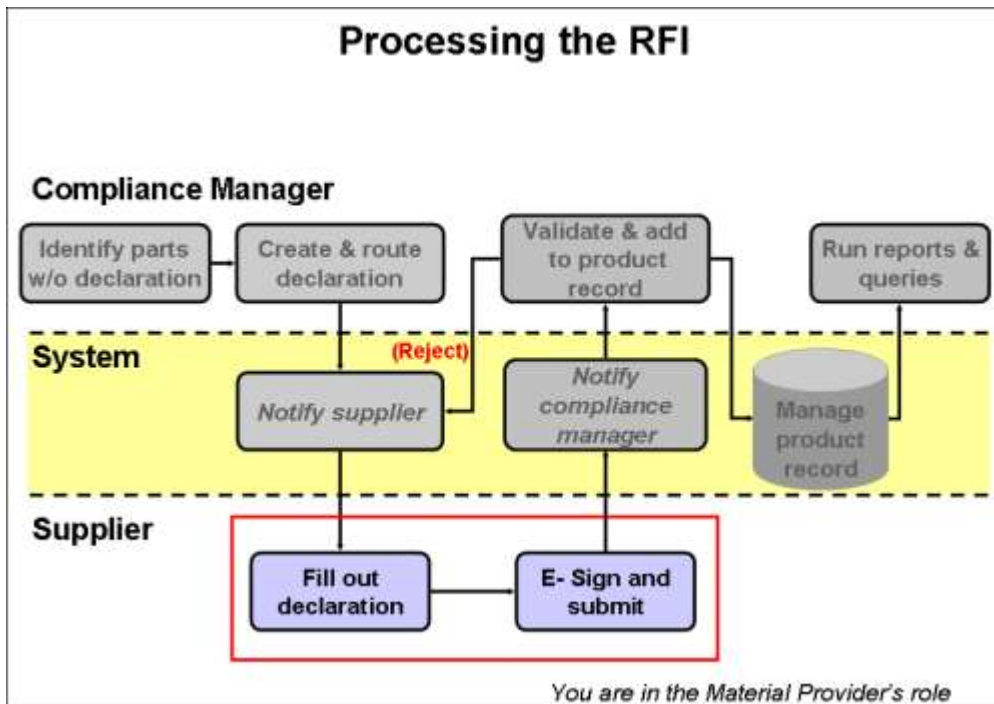 Processing the RFI
Compliance Manager
Identify parts
w/o declaration
Create & route
declaration
Validate & add
to product
record
Run reports &
queries
System
(Reject)
Notify supplier
Notify
compliance
manager
Manage
product
record
Supplier
Fill out
declaration
E- Sign and
submit
You are in the Material Provider's role